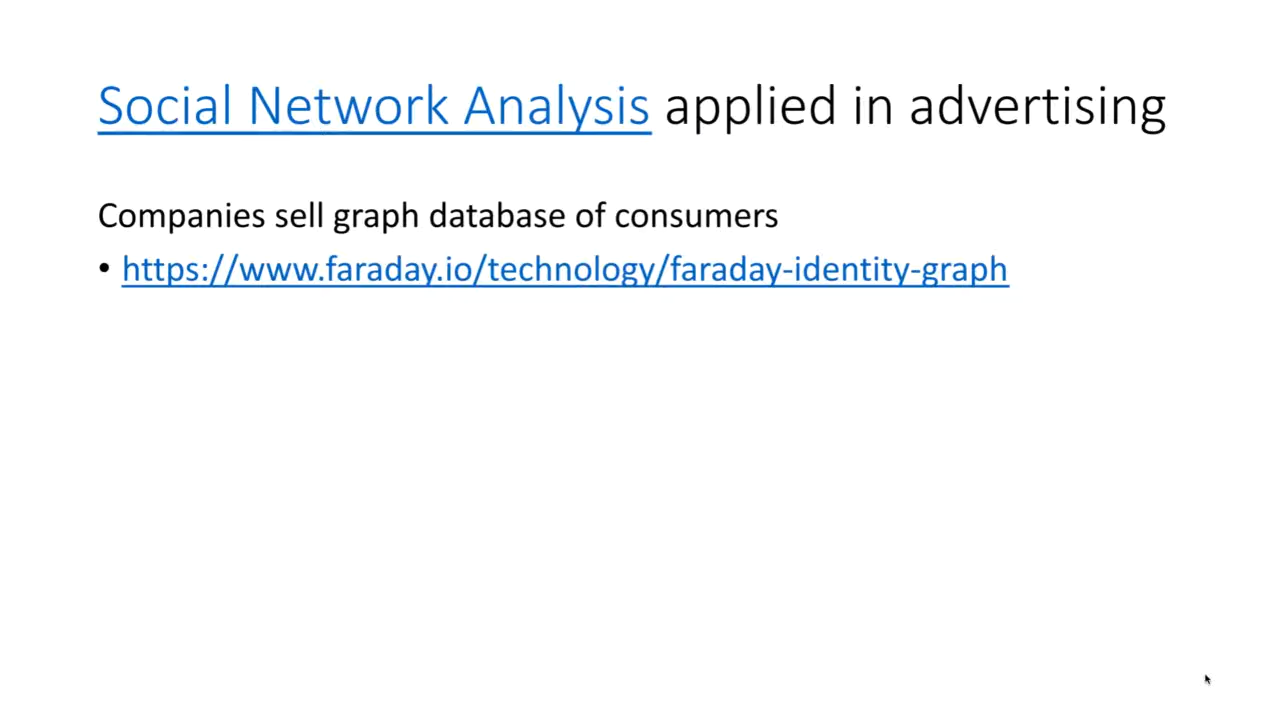 Social Network Analysis applied in advertising
Companies sell graph database of consumers
• https://www.faraday.io/technology/faraday-identity-graph